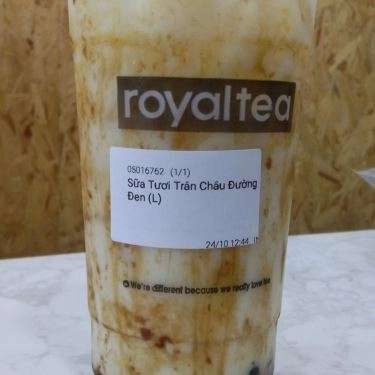 royaltea
05016762 (1/1)
Sữa Tươi Trân Châu Đường
Đen (L)
24/10 12:44
We're different because we really love tea